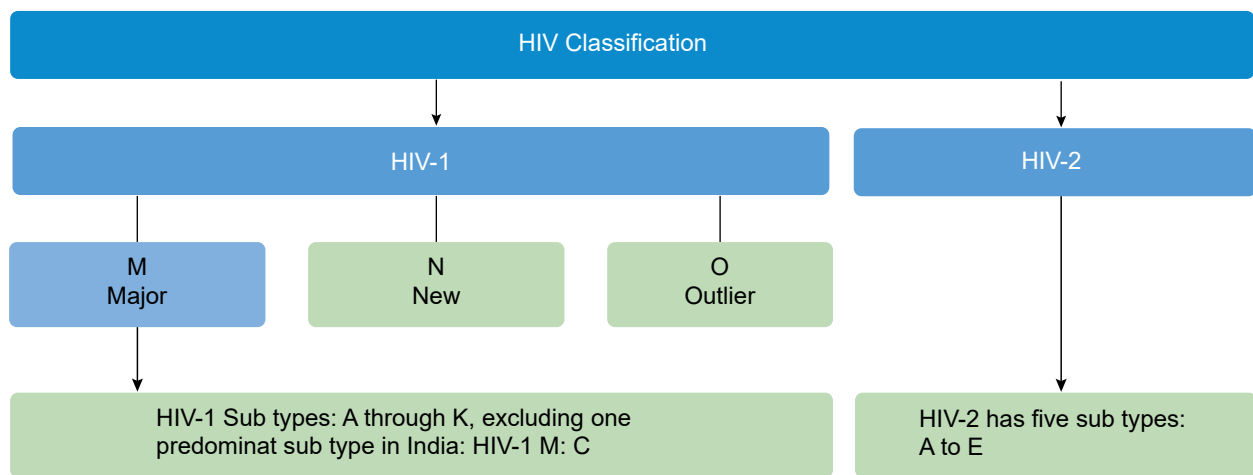 HIV Classification
HIV-1
HIV-2
M
Major
N
New
O
Outlier
HIV-1 Sub types: A through K, excluding one
predominat sub type in India: HIV-1 M: C
HIV-2 has five sub types:
A to E